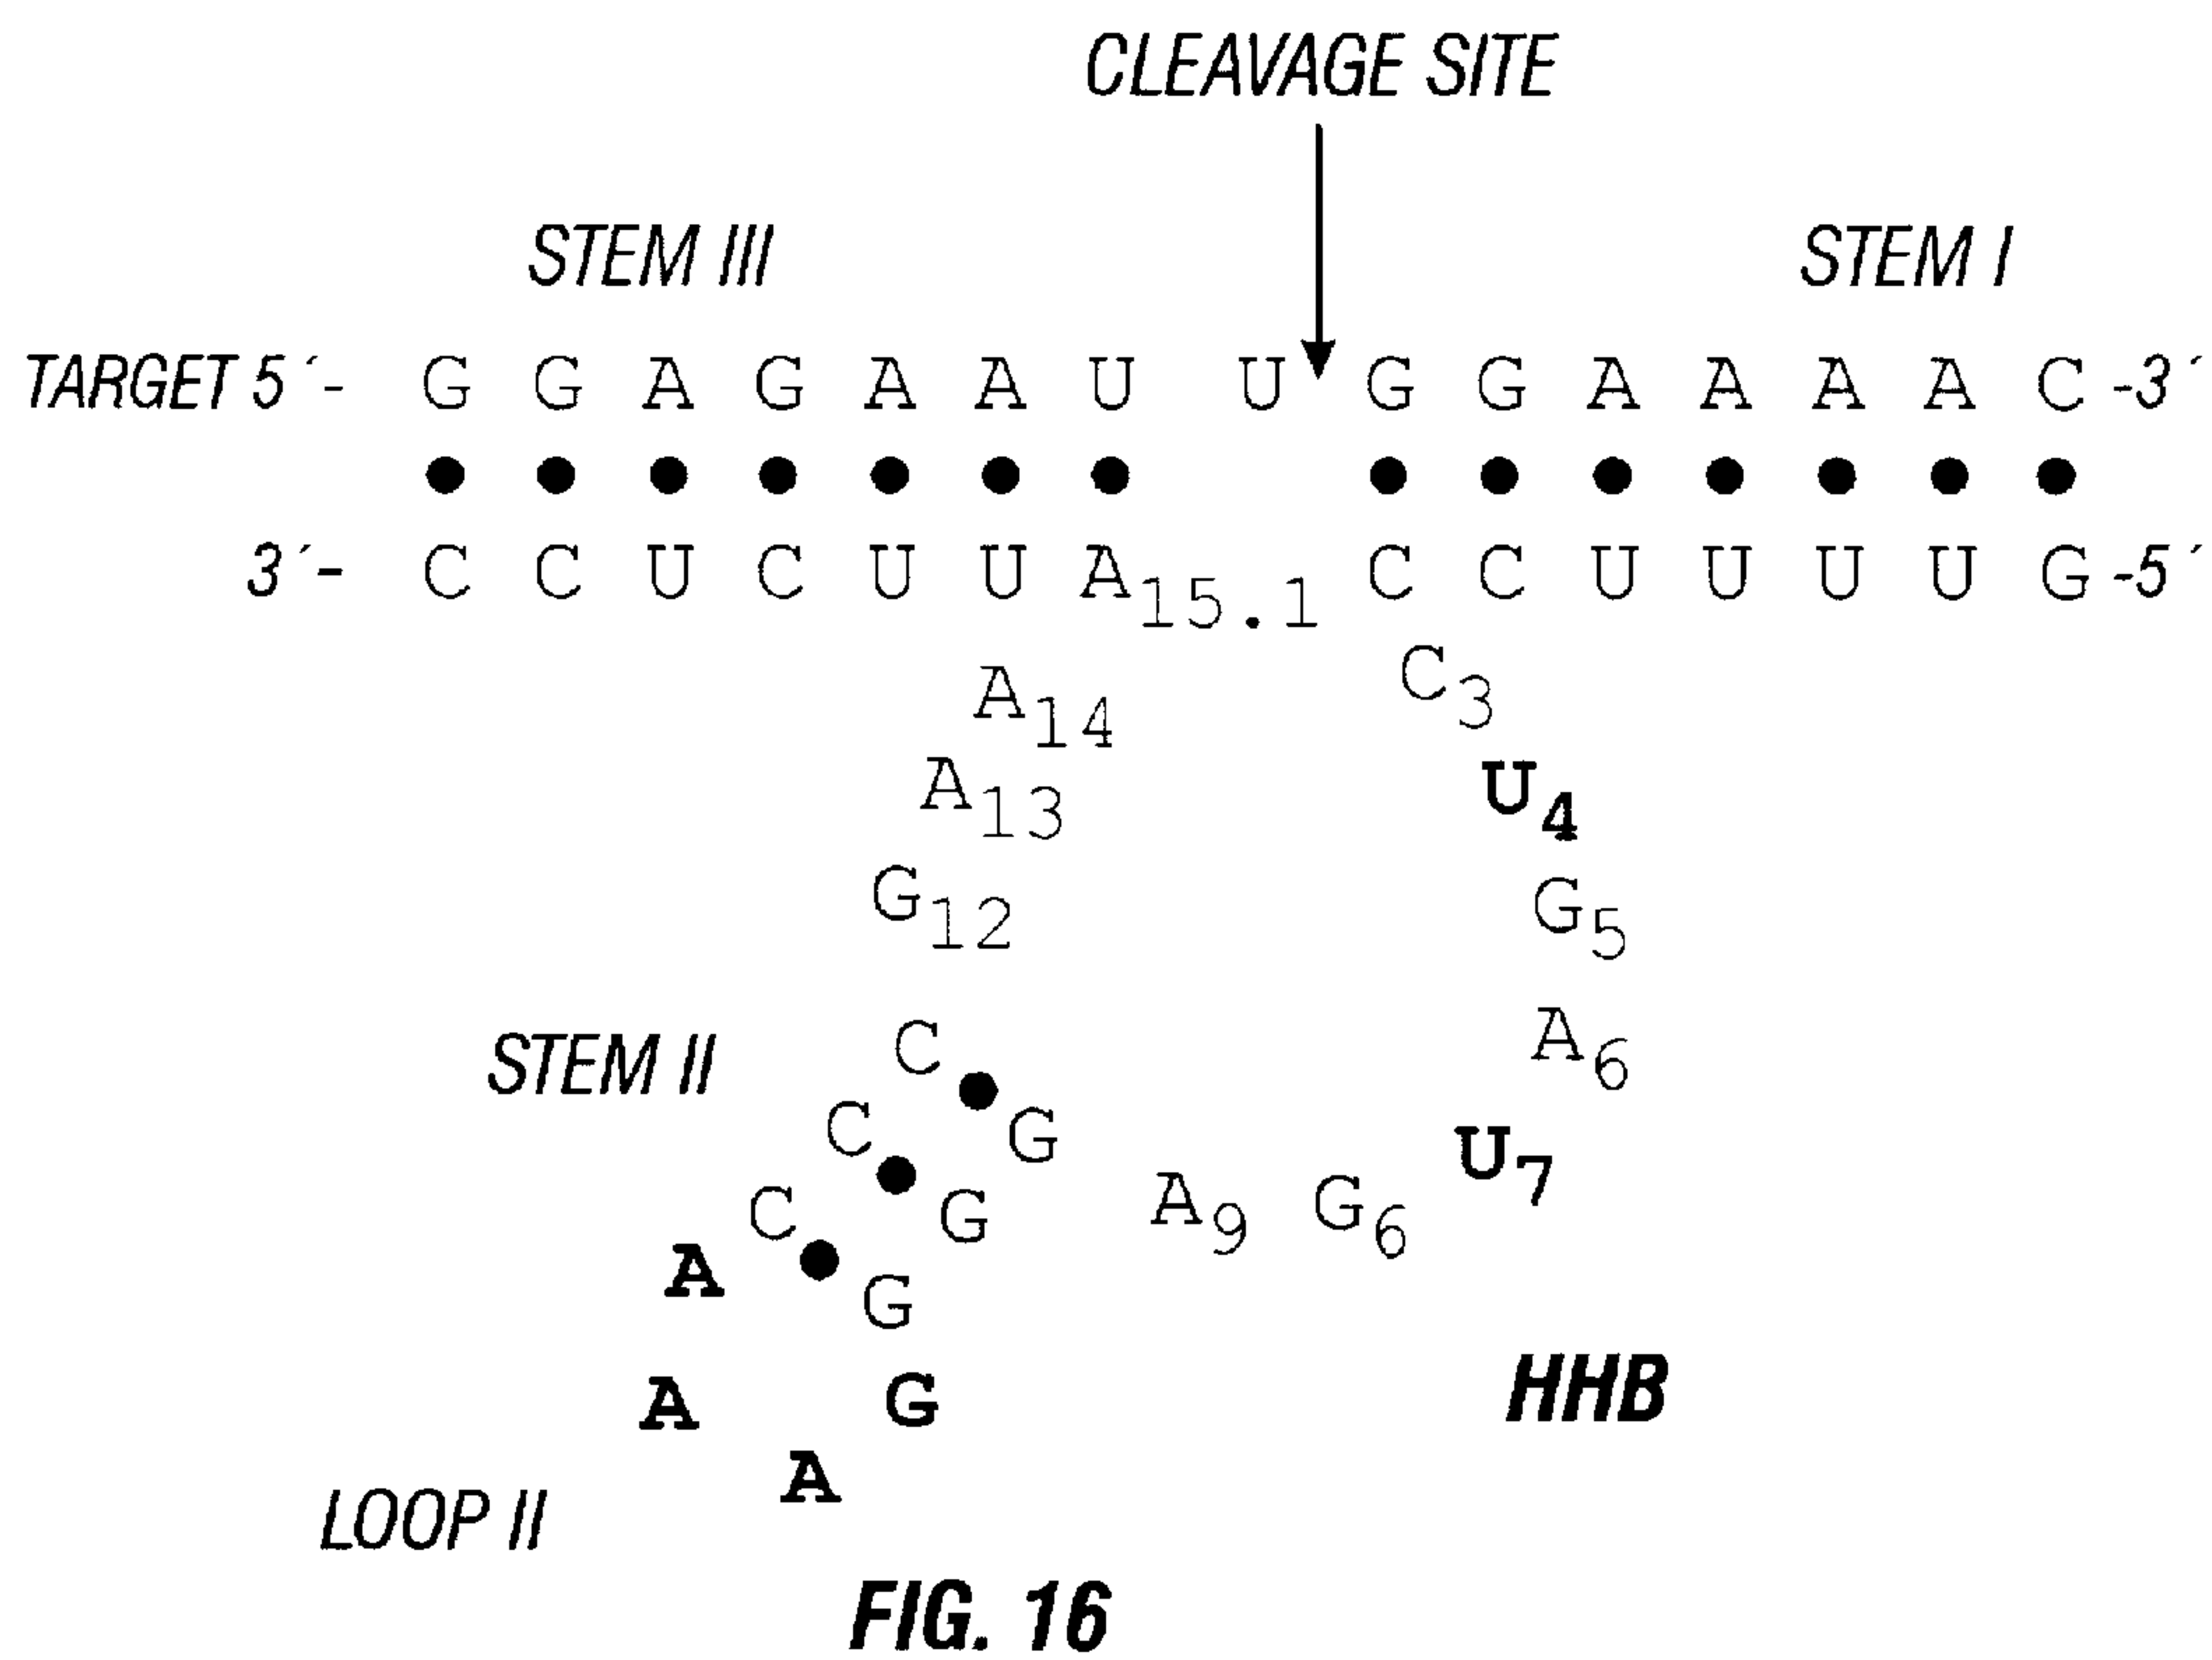 CLEAVAGE SITE
STEM III STEM I
TARGET 5´- G G A G A A U U G G A A A A C -3´
3´- C C U C U U A15.1 C C U U U U G -5´
C3
A14
U4
A13
G12 G5
STEM II C A6
C G U7
C G A9 G6
A G
A G HHB
A
LOOP II
FIG. 16